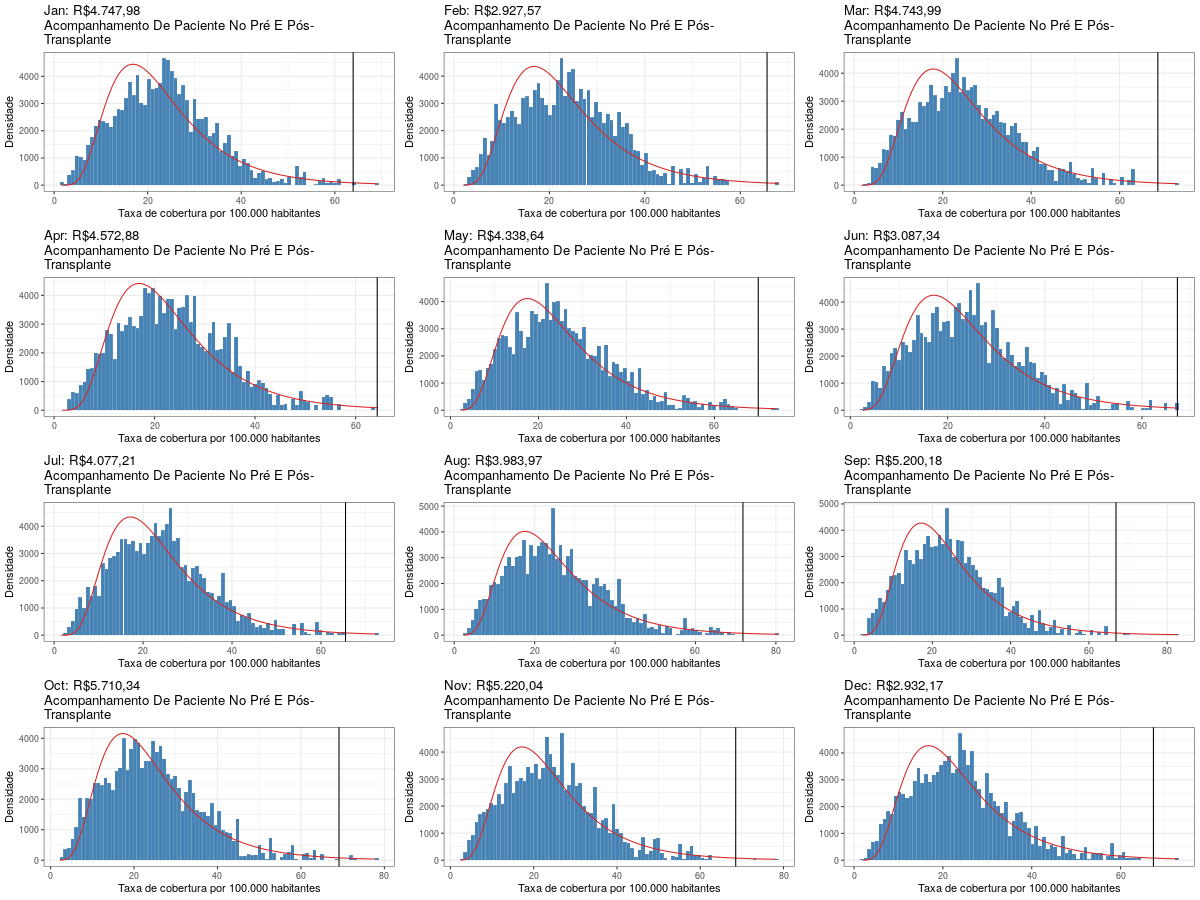 Jan: R$4.747,98
Acompanhamento De Paciente No Pré E Pós-
Transplante
Densidade
4000
3000
2000
1000
0
0 20 40 60
Taxa de cobertura por 100.000 habitantes
Feb: R$2.927,57
Acompanhamento De Paciente No Pré E Pós-
Transplante
Densidade
4000
3000
2000
1000
0
0 20 40 60
Taxa de cobertura por 100.000 habitantes
Mar: R$4.743,99
Acompanhamento De Paciente No Pré E Pós-
Transplante
Densidade
4000
3000
2000
1000
0
0 20 40 60
Taxa de cobertura por 100.000 habitantes
Apr: R$4.572,88
Acompanhamento De Paciente No Pré E Pós-
Transplante
Densidade
4000
3000
2000
1000
0
0 20 40 60
Taxa de cobertura por 100.000 habitantes
May: R$4.338,64
Acompanhamento De Paciente No Pré E Pós-
Transplante
Densidade
4000
3000
2000
1000
0
0 20 40 60
Taxa de cobertura por 100.000 habitantes
Jun: R$3.087,34
Acompanhamento De Paciente No Pré E Pós-
Transplante
Densidade
4000
3000
2000
1000
0
0 20 40 60
Taxa de cobertura por 100.000 habitantes
Jul: R$4.077,21
Acompanhamento De Paciente No Pré E Pós-
Transplante
Densidade
4000
3000
2000
1000
0
0 20 40 60
Taxa de cobertura por 100.000 habitantes
Aug: R$3.983,97
Acompanhamento De Paciente No Pré E Pós-
Transplante
Densidade
5000
4000
3000
2000
1000
0
0 20 40 60 80
Taxa de cobertura por 100.000 habitantes
Sep: R$5.200,18
Acompanhamento De Paciente No Pré E Pós-
Transplante
Densidade
5000
4000
3000
2000
1000
0
0 20 40 60 80
Taxa de cobertura por 100.000 habitantes
Oct: R$5.710,34
Acompanhamento De Paciente No Pré E Pós-
Transplante
Densidade
4000
3000
2000
1000
0
0 20 40 60 80
Taxa de cobertura por 100.000 habitantes
Nov: R$5.220,04
Acompanhamento De Paciente No Pré E Pós-
Transplante
Densidade
4000
3000
2000
1000
0
0 20 40 60 80
Taxa de cobertura por 100.000 habitantes
Dec: R$2.932,17
Acompanhamento De Paciente No Pré E Pós-
Transplante
Densidade
4000
3000
2000
1000
0
0 20 40 60
Taxa de cobertura por 100.000 habitantes